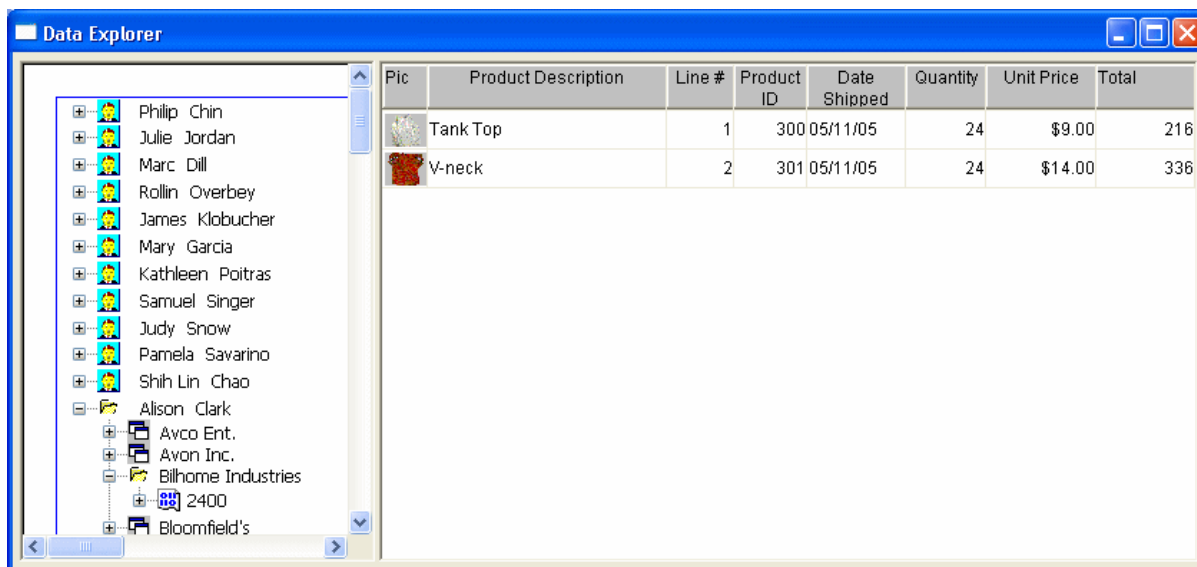 Data Explorer
Philip Chin
Julie Jordan
Marc Dill
Rollin Overbey
James Klobucher
Mary Garcia
Kathleen Poitras
Samuel Singer
Judy Snow
Pamela Savarino
Shih Lin Chao
Alison Clark
Avco Ent.
Avon Inc.
Bilhome Industries
2400
Bloomfield's
Pic Product Description Line # Product ID Date Shipped Quantity Unit Price Total
Tank Top 1 300 05/11/05 24 $9.00 216
V-neck 2 301 05/11/05 24 $14.00 336